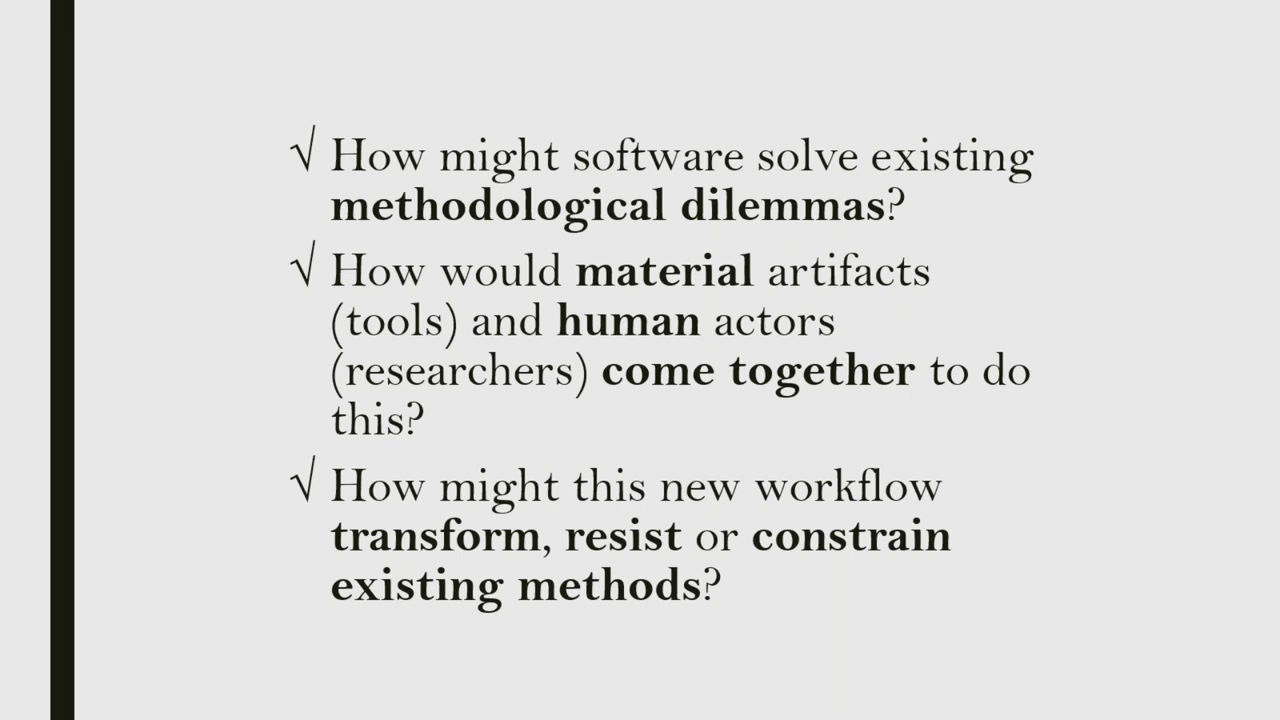 √ How might software solve existing
methodological dilemmas?
√ How would material artifacts
(tools) and human actors
(researchers) come together to do
this?
√ How might this new workflow
transform, resist or constrain
existing methods?